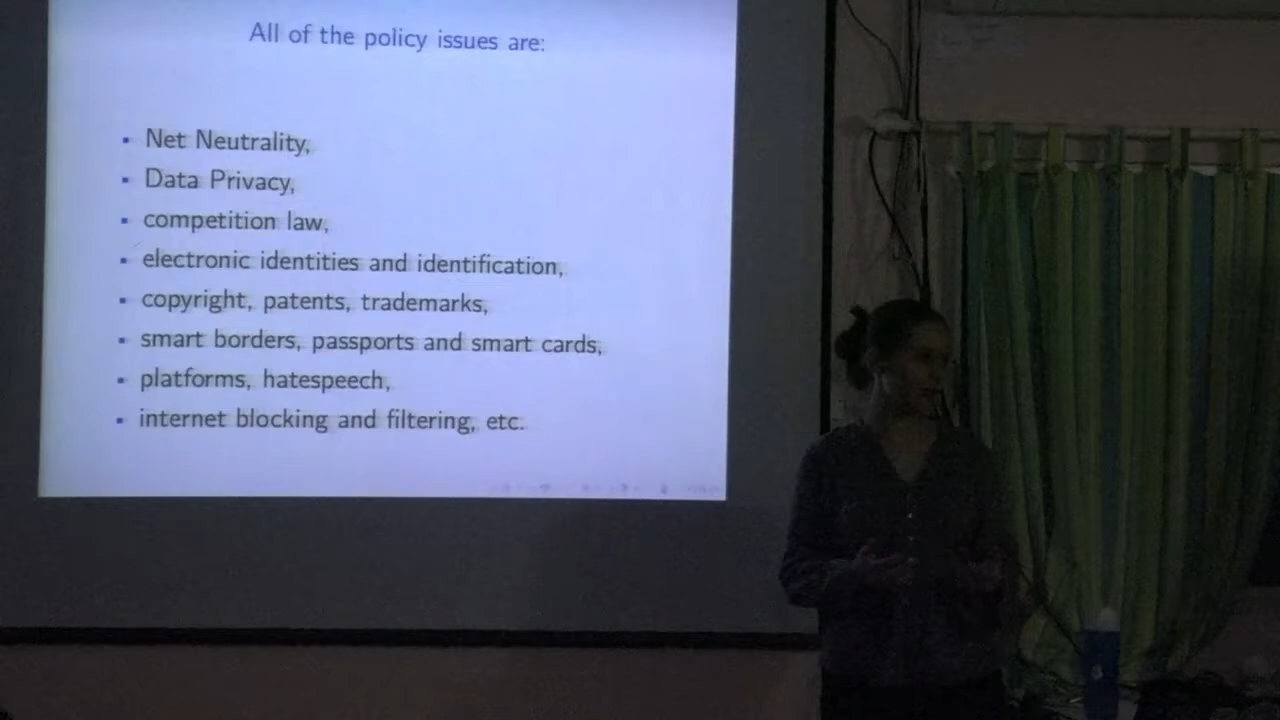 All of the policy issues are:
Net Neutrality,
Data Privacy,
competition law,
electronic identities and identification,
copyright, patents, trademarks,
smart borders, passports and smart cards,
platforms, hatespeech,
internet blocking and filtering, etc.